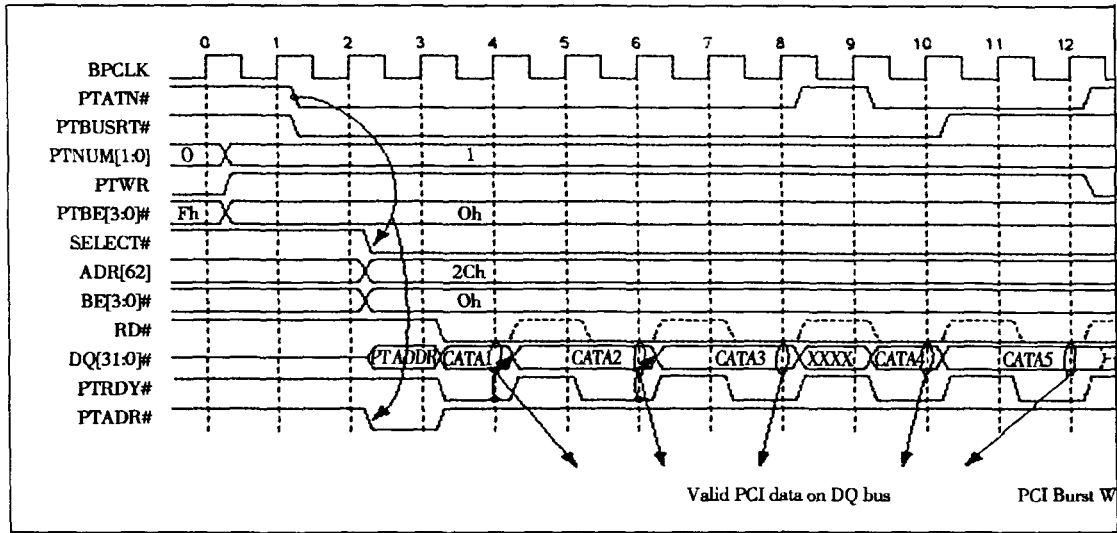 0 1 2 3 4 5 6 7 8 9 10 11 12
BPCLK
PTATN#
PTBUSRT#
PTNUM[1:0] 0 1
PTWR
PTBE[3:0]# Fh 0h
SELECT#
ADR[62] 2Ch
BE[3:0]# 0h
RD#
DQ[31:0]# PT ADDR CATA1 CATA2 CATA3 XXXX CATA4 CATA5
PTRDY#
PTADR#
Valid PCI data on DQ bus PCI Burst W